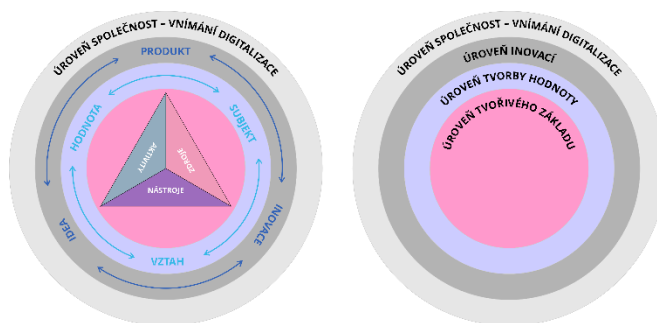 ÚROVEŇ SPOLEČNOST – VNÍMÁNÍ DIGITALIZACE
PRODUKT
HODNOTA
SUBJEKT
AKTIVITY
ZDROJE
NÁSTROJE
IDEA
INOVACE
VZTAH
ÚROVEŇ SPOLEČNOST – VNÍMÁNÍ DIGITALIZACE
ÚROVEŇ INOVACÍ
ÚROVEŇ TVORBY HODNOTY
ÚROVEŇ TVOŘIVÉHO ZÁKLADU